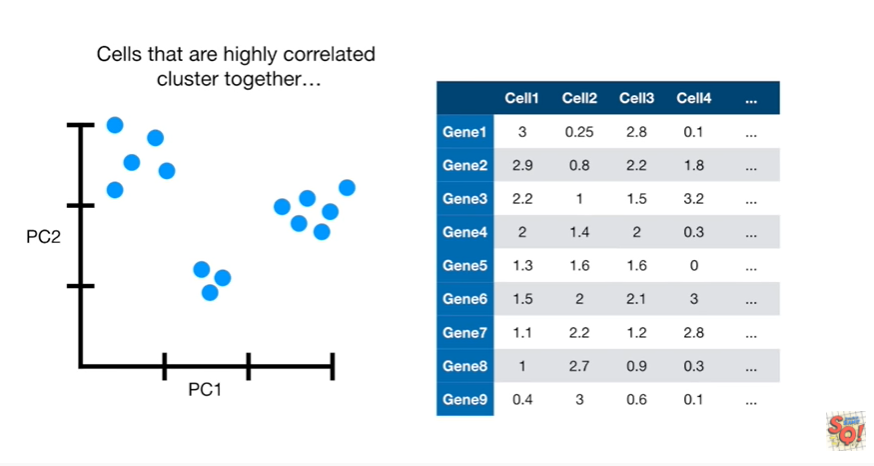 Cells that are highly correlated
cluster together…
PC2
PC1
Cell1 Cell2 Cell3 Cell4 ...
Gene1 3 0.25 2.8 0.1 ...
Gene2 2.9 0.8 2.2 1.8 ...
Gene3 2.2 1 1.5 3.2 ...
Gene4 2 1.4 2 0.3 ...
Gene5 1.3 1.6 1.6 0 ...
Gene6 1.5 2 2.1 3 ...
Gene7 1.1 2.2 1.2 2.8 ...
Gene8 1 2.7 0.9 0.3 ...
Gene9 0.4 3 0.6 0.1 ...
SQ!